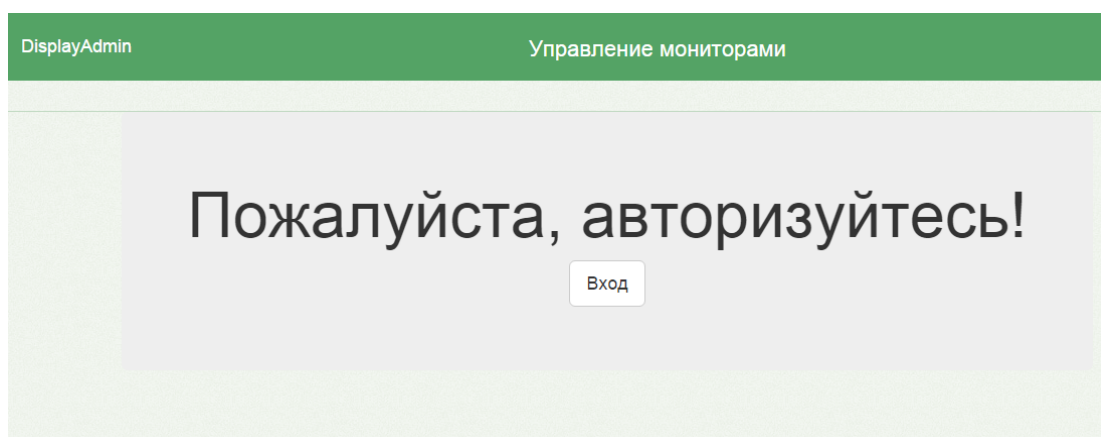 DisplayAdmin
Управление мониторами
Пожалуйста, авторизуйтесь!
Вход